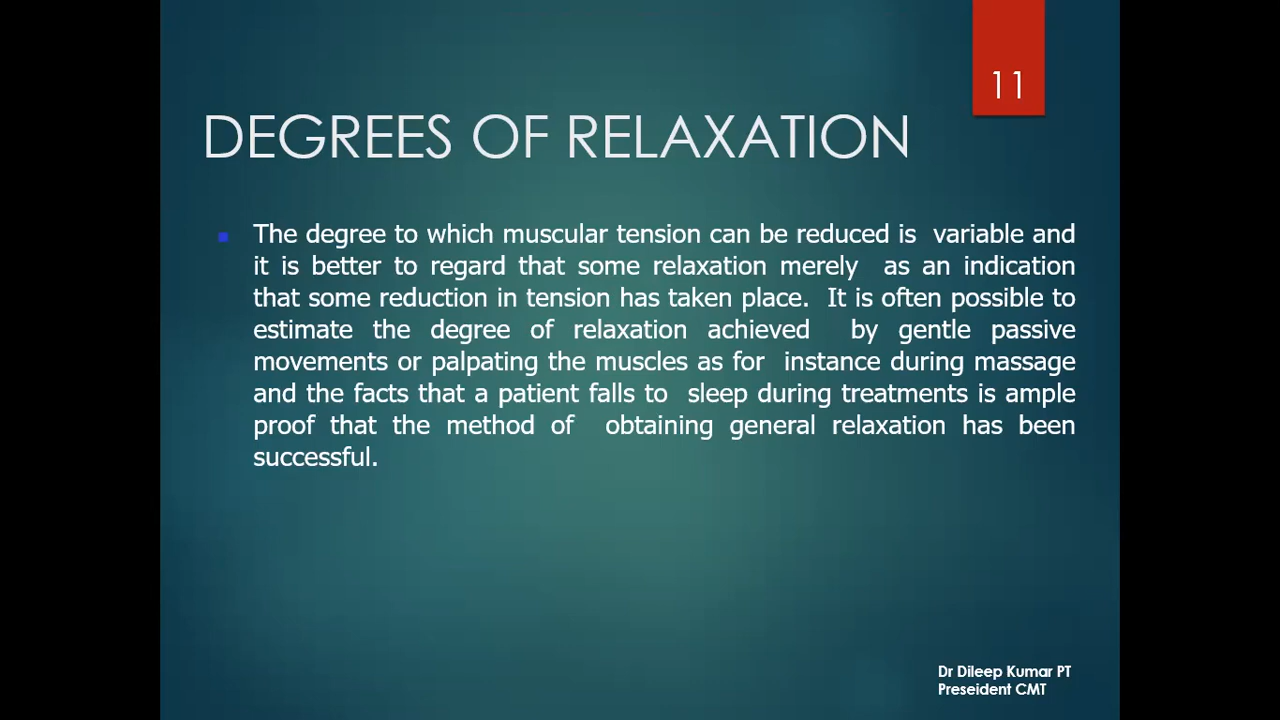 11
DEGREES OF RELAXATION
The degree to which muscular tension can be reduced is variable and
it is better to regard that some relaxation merely as an indication
that some reduction in tension has taken place. It is often possible to
estimate the degree of relaxation achieved by gentle passive
movements or palpating the muscles as for instance during massage
and the facts that a patient falls to sleep during treatments is ample
proof that the method of obtaining general relaxation has been
successful.
Dr Dileep Kumar PT
Preseident CMT